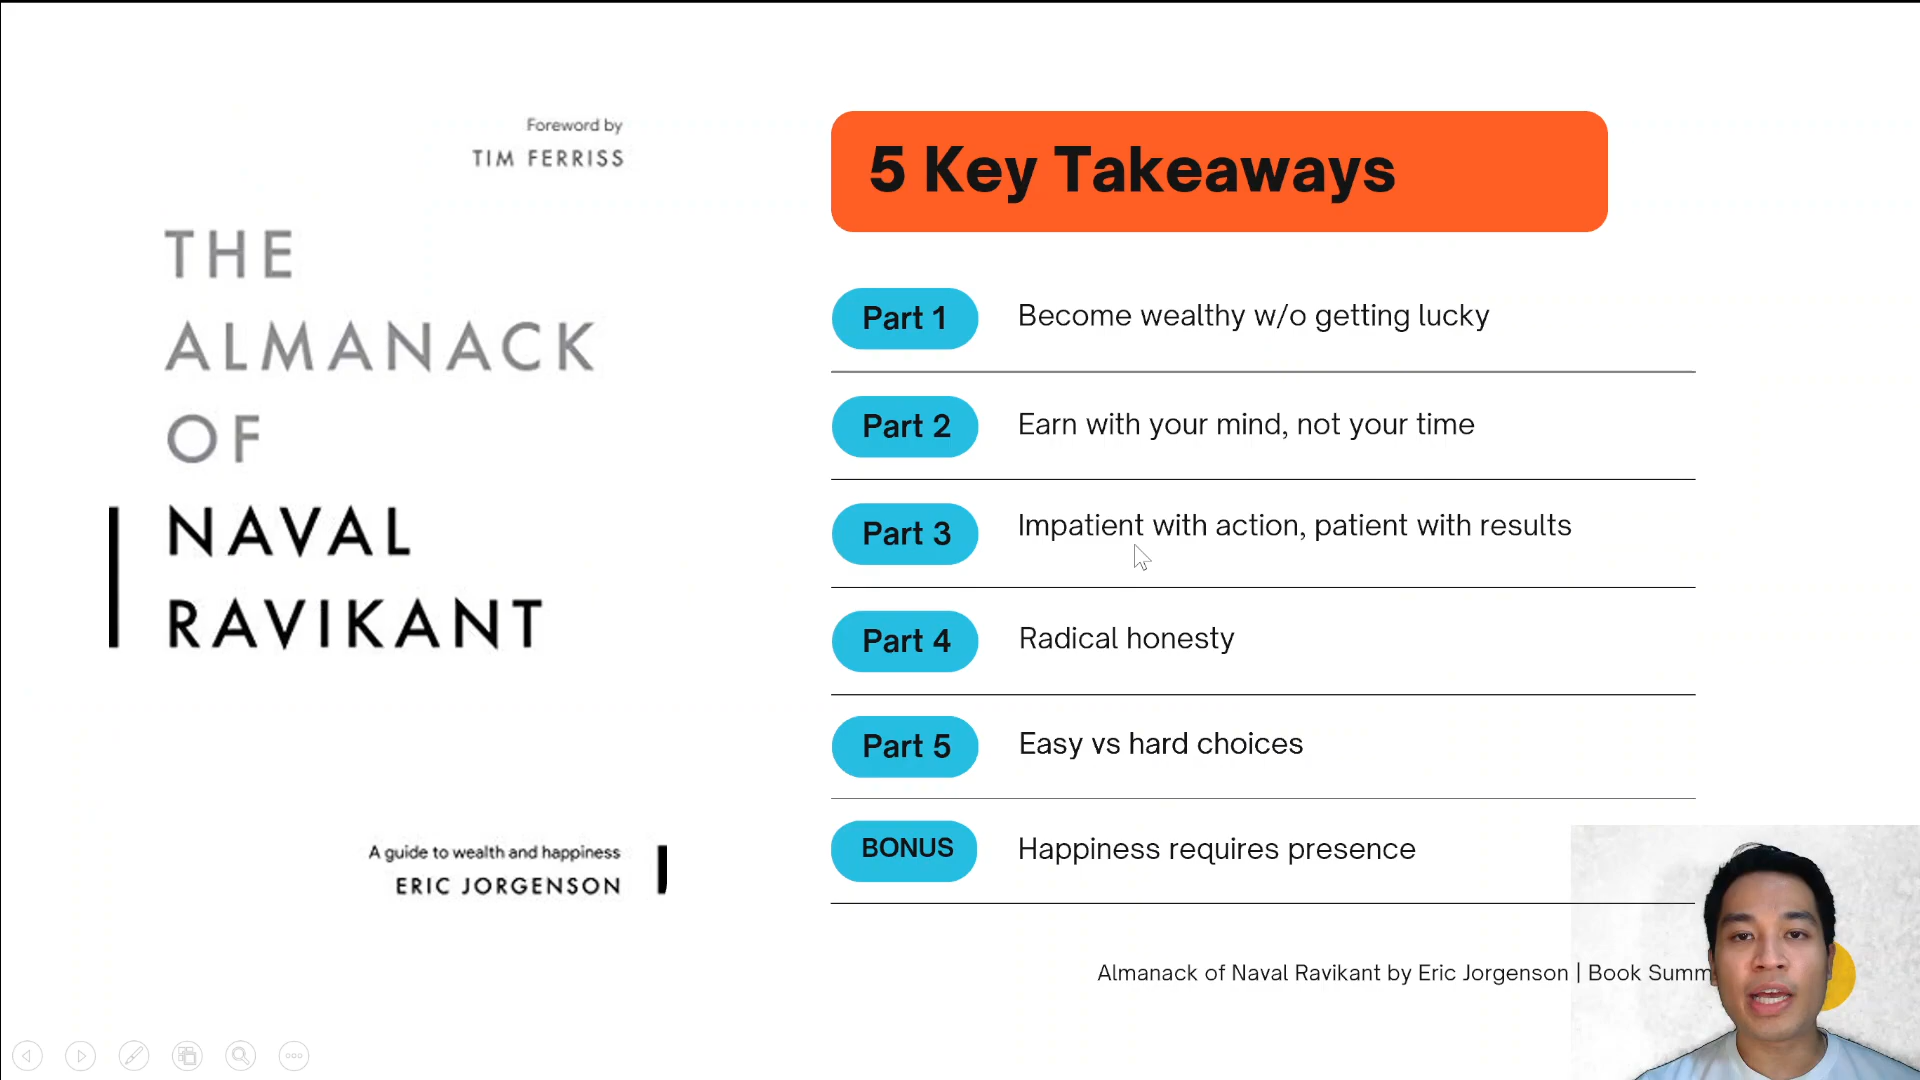 Foreword by
TIM FERRISS
THE
ALMANACK
OF
NAVAL
RAVIKANT
A guide to wealth and happiness
ERIC JORGENSON
5 Key Takeaways
Part 1 Become wealthy w/o getting lucky
Part 2 Earn with your mind, not your time
Part 3 Impatient with action, patient with results
Part 4 Radical honesty
Part 5 Easy vs hard choices
BONUS Happiness requires presence
Almanack of Naval Ravikant by Eric Jorgenson | Book Summ